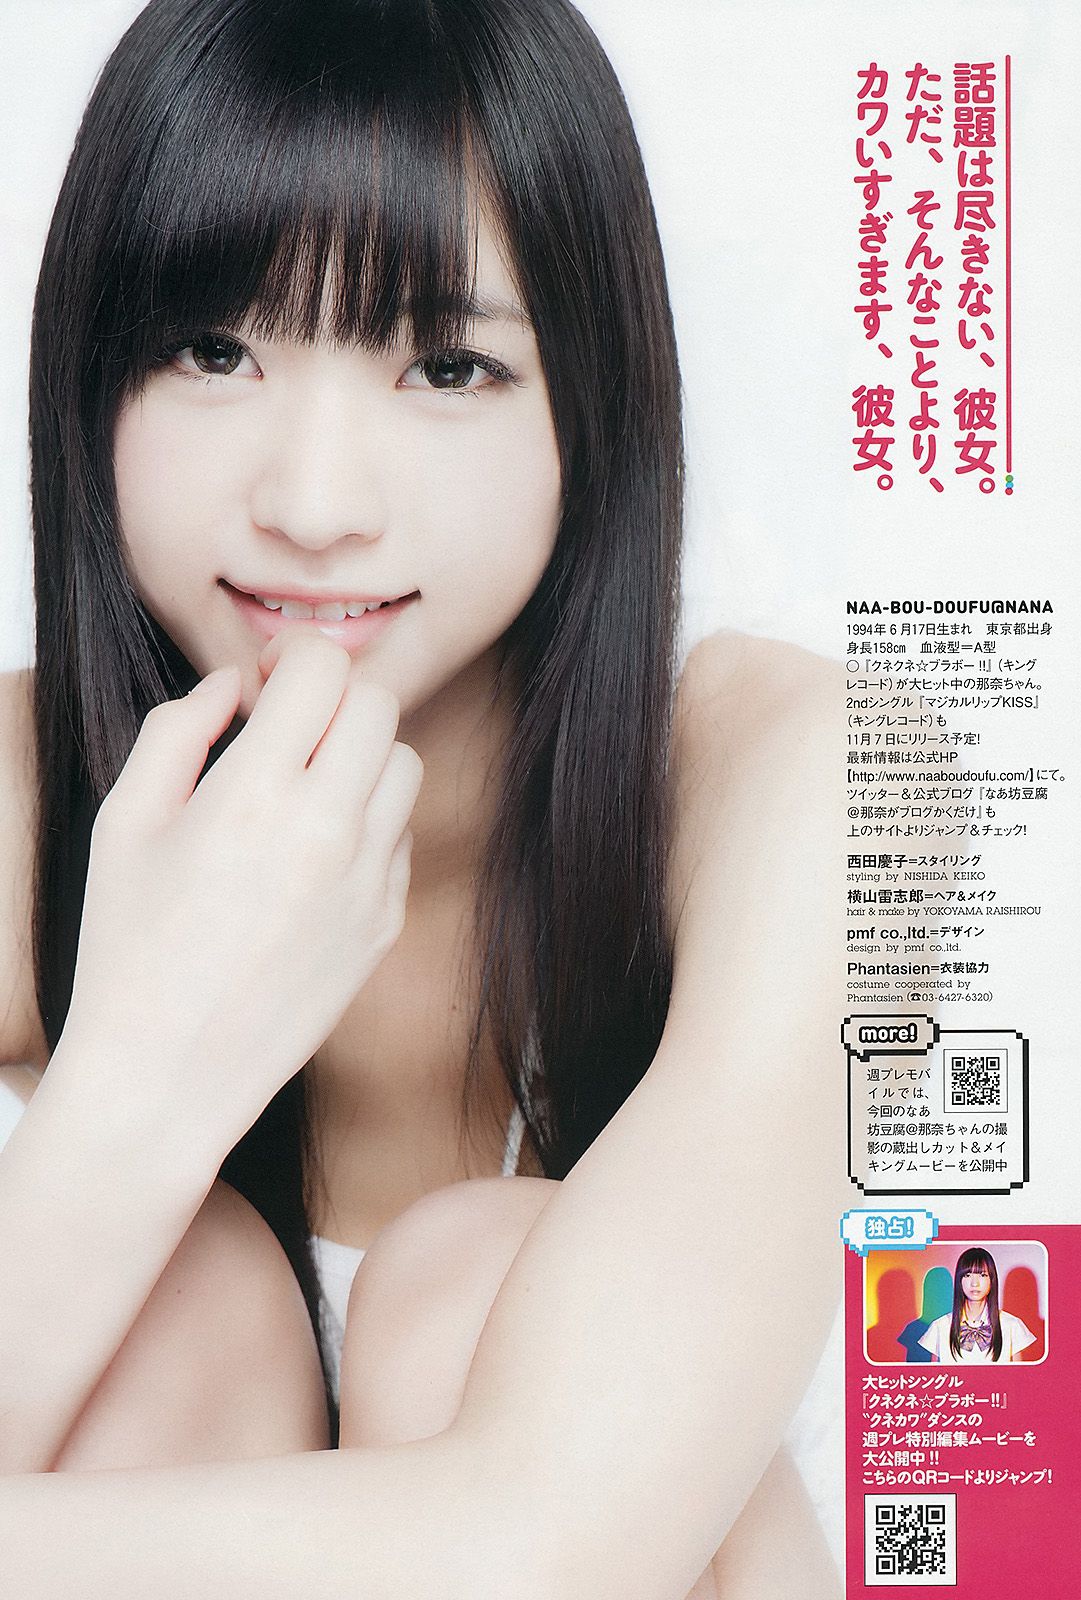 話題は尽きない、彼女。
ただ、そんなことより、
カワいすぎます、彼女。
NAA-BOU-DOUFU@NANA
1994年6月17日生まれ　東京都出身
身長158㎝　血液型＝A型
○『クネクネ☆ブラボー!!』(キング
レコード)が大ヒット中の那奈ちゃん。
2ndシングル『マジカルリップKISS』
(キングレコード)も
11月7日にリリース予定!
最新情報は公式HP
【http://www.naaboudoufu.com/】にて。
ツイッター＆公式ブログ『なあ坊豆腐
@那奈がブログかくだけ』も
上のサイトよりジャンプ＆チェック!
西田慶子=スタイリング
styling by NISHIDA KEIKO
横山雷志郎=ヘア＆メイク
hair & make by YOKOYAMA RAISHIROU
pmf co.,ltd.=デザイン
design by pmf co.,ltd.
Phantasien=衣装協力
costume cooperated by
Phantasien (☎03-6427-6320)
more!
週プレモバ
イルでは、
今回のなあ
坊豆腐@那奈ちゃんの撮
影の蔵出しカット＆メイ
キングムービーを公開中
独占!
大ヒットシングル
『クネクネ☆ブラボー!!』
"クネカワ"ダンスの
週プレ特別編集ムービーを
大公開中!!
こちらのQRコードよりジャンプ!